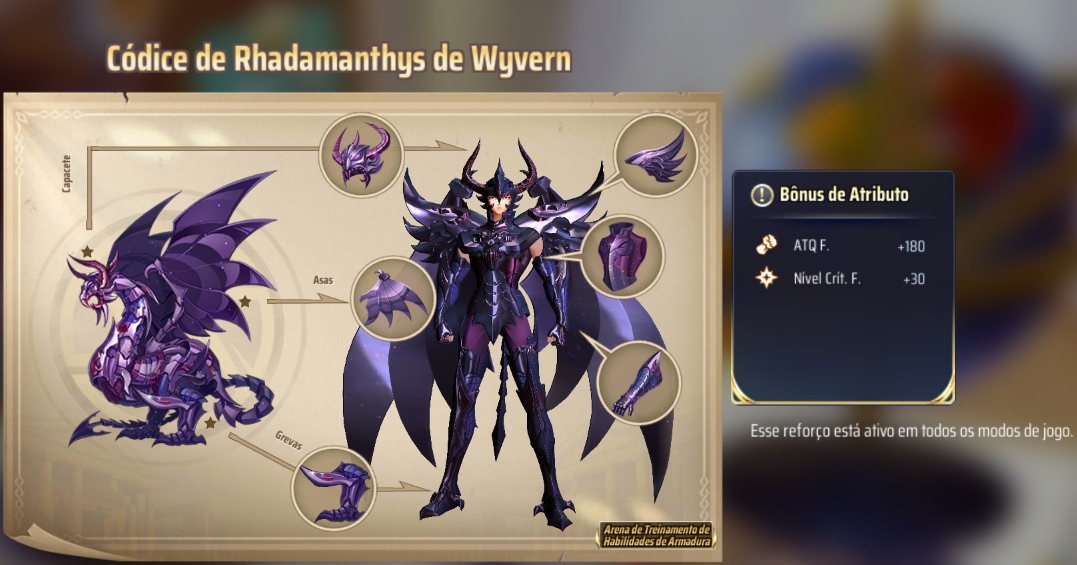 Códice de Rhadamanthys de Wyvern
Capacete
Asas
Grevas
Arena de Treinamento de
Habilidades de Armadura
Bônus de Atributo
ATQ F. +180
Nível Crít. F. +30
Esse reforço está ativo em todos os modos de jogo.